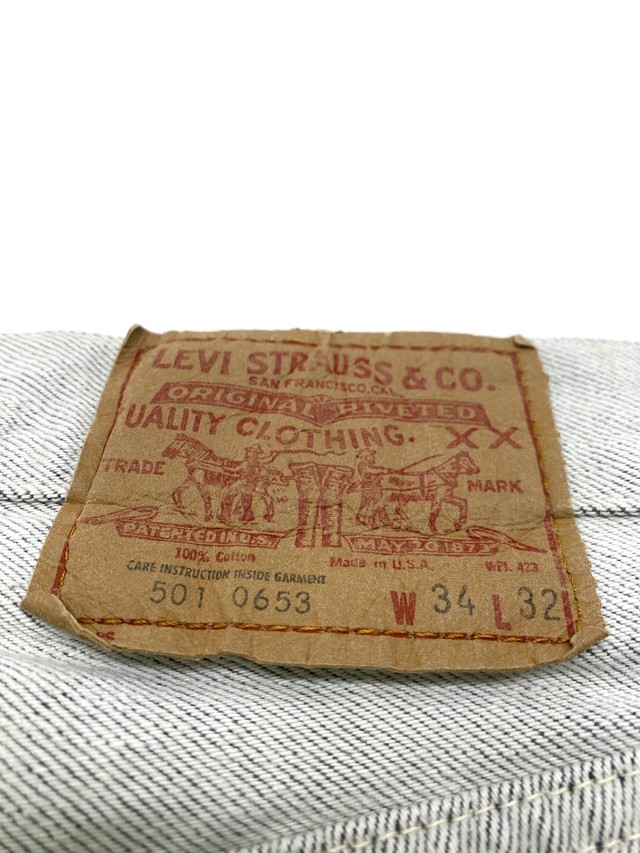 LEVI STRAUSS & CO.
SAN FRANCISCO, CAL.
ORIGINAL RIVETED
UALITY CLOTHING. XX
TRADE MARK
PATENTED IN U.S. MAY 20 1873
100% Cotton Made in U.S.A. WPL 423
CARE INSTRUCTION INSIDE GARMENT
501 0653 W 34 L 32